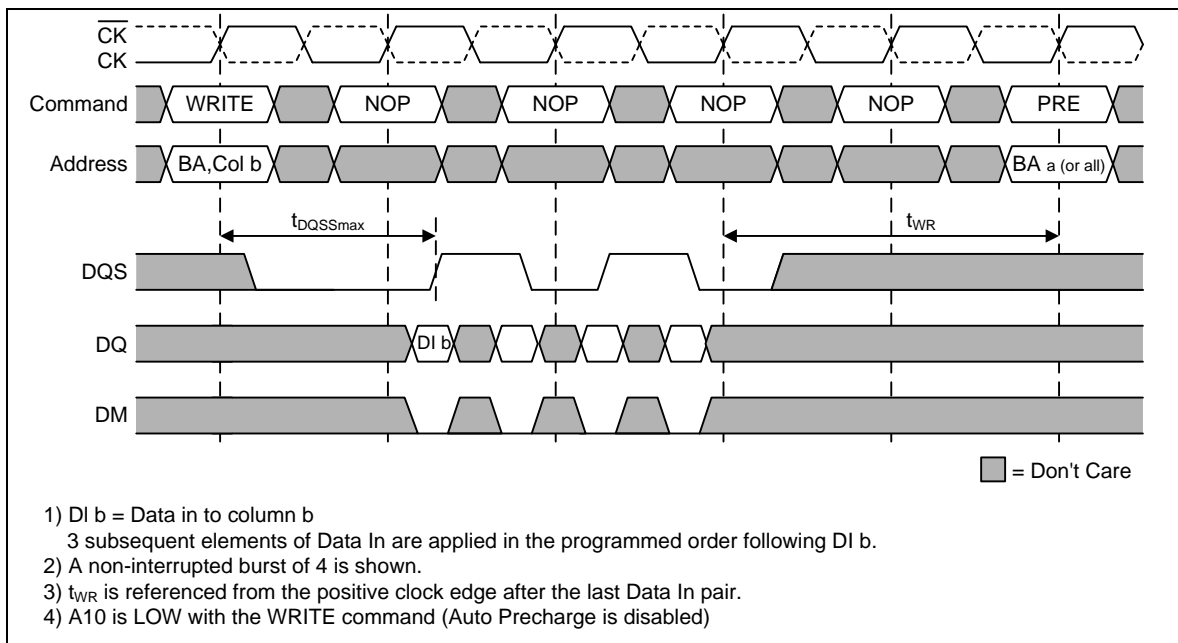 CK
CK
Command WRITE NOP NOP NOP NOP PRE
Address BA,Col b BA a (or all)
tDQSSmax tWR
DQS
DQ DI b
DM
= Don't Care
1) DI b = Data in to column b
3 subsequent elements of Data In are applied in the programmed order following DI b.
2) A non-interrupted burst of 4 is shown.
3) tWR is referenced from the positive clock edge after the last Data In pair.
4) A10 is LOW with the WRITE command (Auto Precharge is disabled)